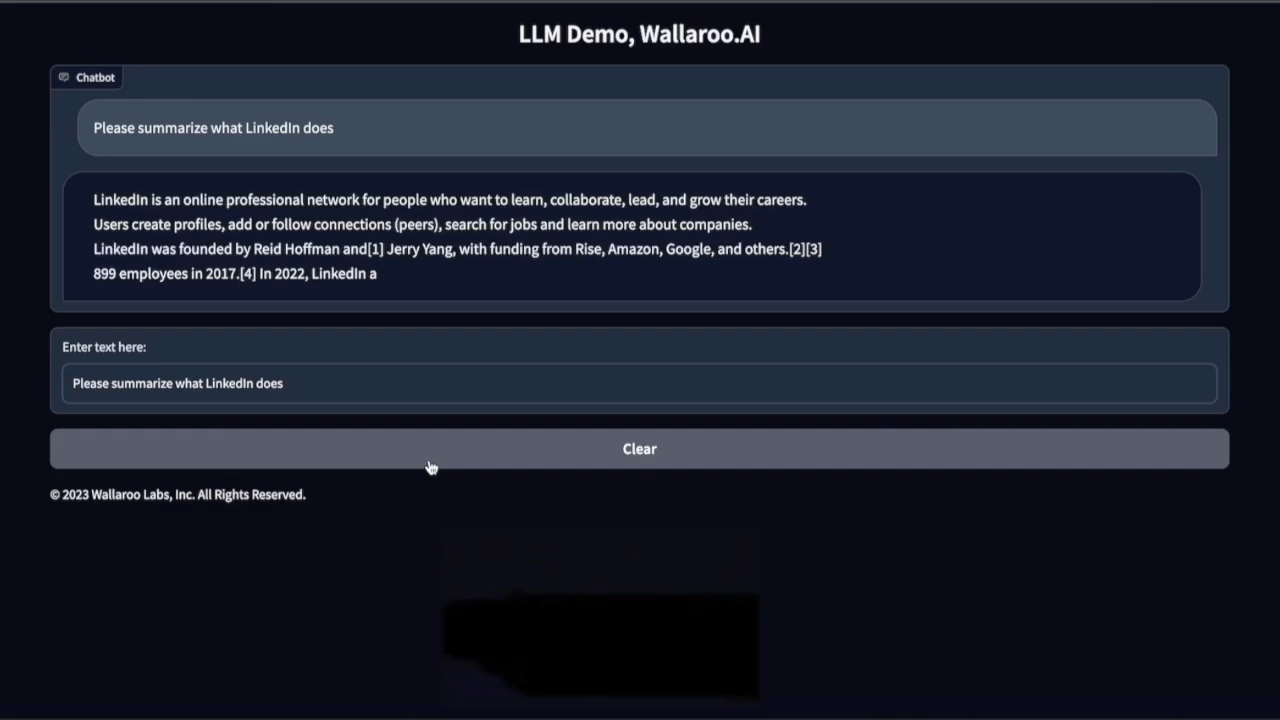 LLM Demo, Wallaroo.AI
Chatbot
Please summarize what LinkedIn does
LinkedIn is an online professional network for people who want to learn, collaborate, lead, and grow their careers.
Users create profiles, add or follow connections (peers), search for jobs and learn more about companies.
LinkedIn was founded by Reid Hoffman and[1] Jerry Yang, with funding from Rise, Amazon, Google, and others.[2][3]
899 employees in 2017.[4] In 2022, LinkedIn a
Enter text here:
Please summarize what LinkedIn does
Clear
© 2023 Wallaroo Labs, Inc. All Rights Reserved.